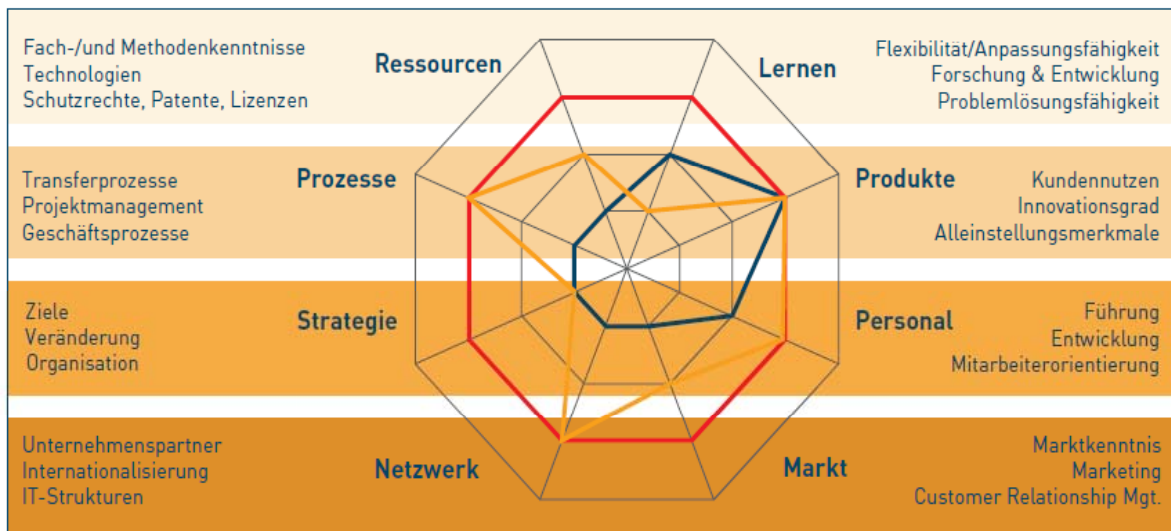 Fach-/und Methodenkenntnisse
Technologien
Schutzrechte, Patente, Lizenzen
Ressourcen
Lernen
Flexibilität/Anpassungsfähigkeit
Forschung & Entwicklung
Problemlösungsfähigkeit
Transferprozesse
Projektmanagement
Geschäftsprozesse
Prozesse
Produkte
Kundennutzen
Innovationsgrad
Alleinstellungsmerkmale
Ziele
Veränderung
Organisation
Strategie
Personal
Führung
Entwicklung
Mitarbeiterorientierung
Unternehmenspartner
Internationalisierung
IT-Strukturen
Netzwerk
Markt
Marktkenntnis
Marketing
Customer Relationship Mgt.